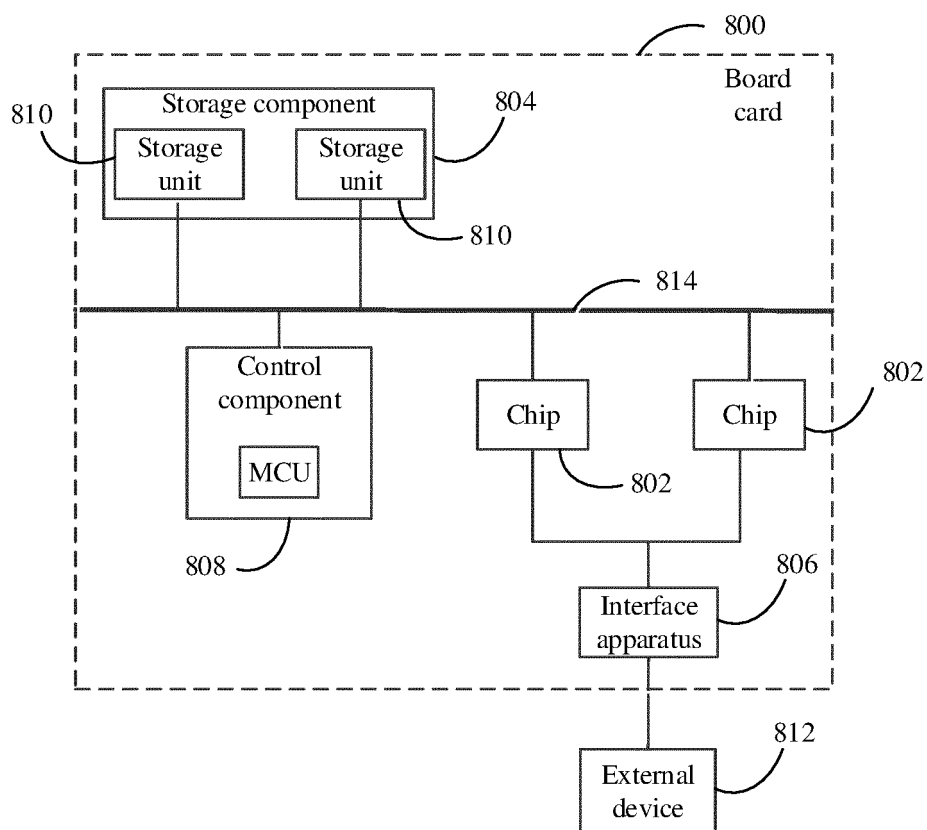 800
Board
card
Storage component
804
810
Storage
unit
Storage
unit
810
814
Control
component
MCU
808
Chip
802
Chip
802
806
Interface
apparatus
812
External
device